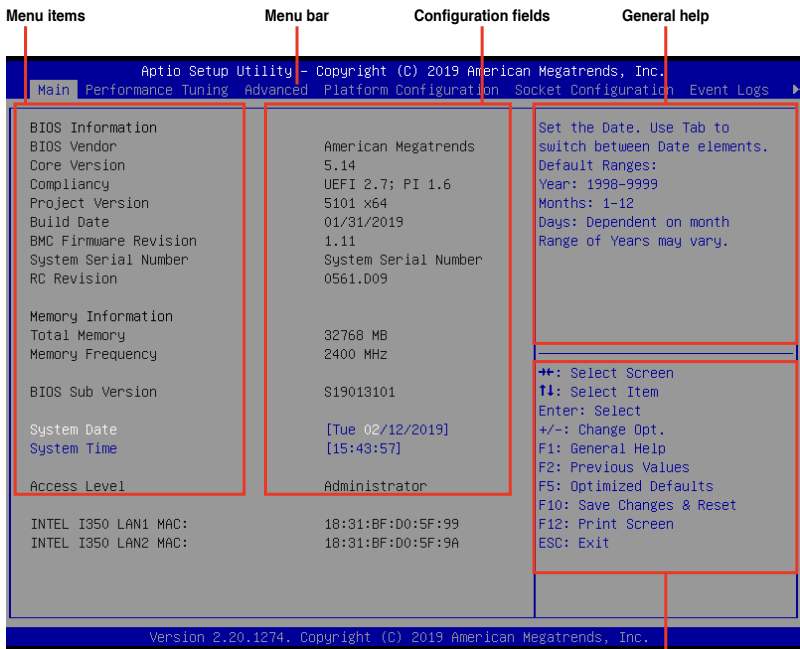 Menu items Menu bar Configuration fields General help
Aptio Setup Utility – Copyright (C) 2019 American Megatrends, Inc.
Main Performance Tuning Advanced Platform Configuration Socket Configuration Event Logs
BIOS Information
BIOS Vendor American Megatrends
Core Version 5.14
Compliancy UEFI 2.7; PI 1.6
Project Version 5101 x64
Build Date 01/31/2019
BMC Firmware Revision 1.11
System Serial Number System Serial Number
RC Revision 0561.D09
Memory Information
Total Memory 32768 MB
Memory Frequency 2400 MHz
BIOS Sub Version S19013101
System Date [Tue 02/12/2019]
System Time [15:43:57]
Access Level Administrator
INTEL I350 LAN1 MAC: 18:31:BF:D0:5F:99
INTEL I350 LAN2 MAC: 18:31:BF:D0:5F:9A
Set the Date. Use Tab to
switch between Date elements.
Default Ranges:
Year: 1998–9999
Months: 1–12
Days: Dependent on month
Range of Years may vary.
→←: Select Screen
↑↓: Select Item
Enter: Select
+/–: Change Opt.
F1: General Help
F2: Previous Values
F5: Optimized Defaults
F10: Save Changes & Reset
F12: Print Screen
ESC: Exit
Version 2.20.1274. Copyright (C) 2019 American Megatrends, Inc.